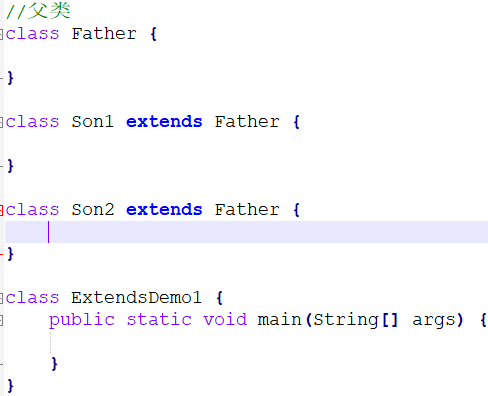 //父类
class Father {
}
class Son1 extends Father {
}
class Son2 extends Father {
}
class ExtendsDemo1 {
public static void main(String[] args) {
}
}